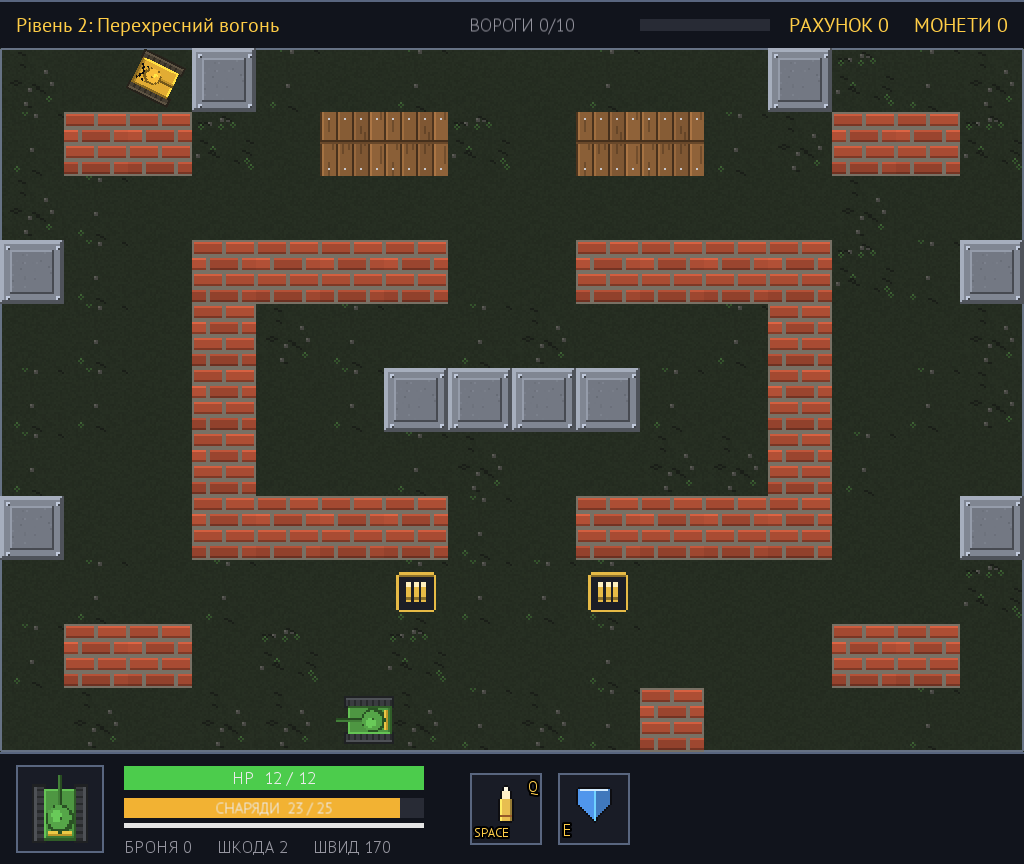 Рівень 2: Перехресний вогонь
ВОРОГИ 0/10
РАХУНОК 0
МОНЕТИ 0
HP 12 / 12
СНАРЯДИ 23 / 25
БРОНЯ 0
ШКОДА 2
ШВИД 170
Q
SPACE
E